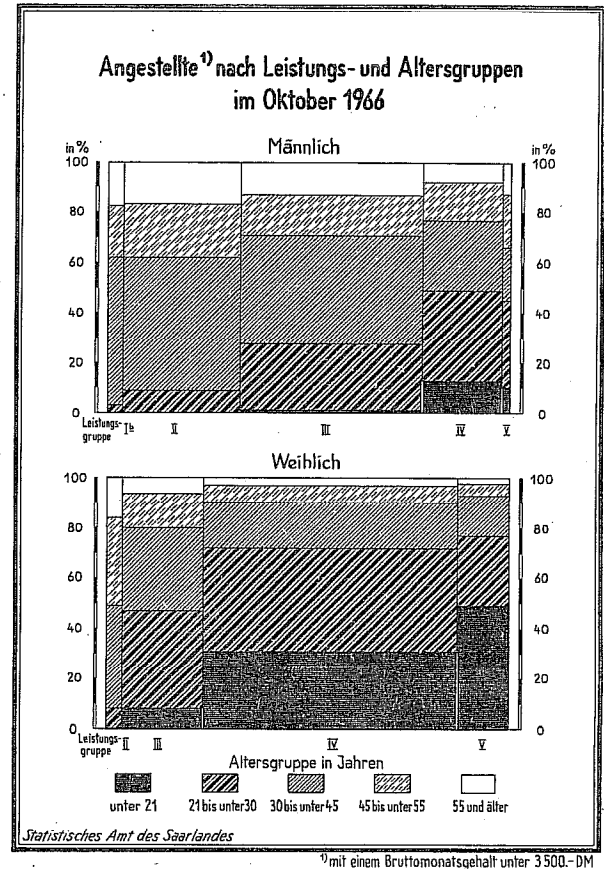 Angestellte¹⁾ nach Leistungs- und Altersgruppen
im Oktober 1966
in % Männlich in %
100 100
80 80
60 60
40 40
20 20
0 0
Leistungs-
gruppe Iᵇ II III IV V
Weiblich
100 100
80 80
60 60
40 40
20 20
0 0
Leistungs-
gruppe II III IV V
Altersgruppe in Jahren
unter 21 21 bis unter 30 30 bis unter 45 45 bis unter 55 55 und älter
Statistisches Amt des Saarlandes
¹⁾ mit einem Bruttomonatsgehalt unter 3 500.- DM